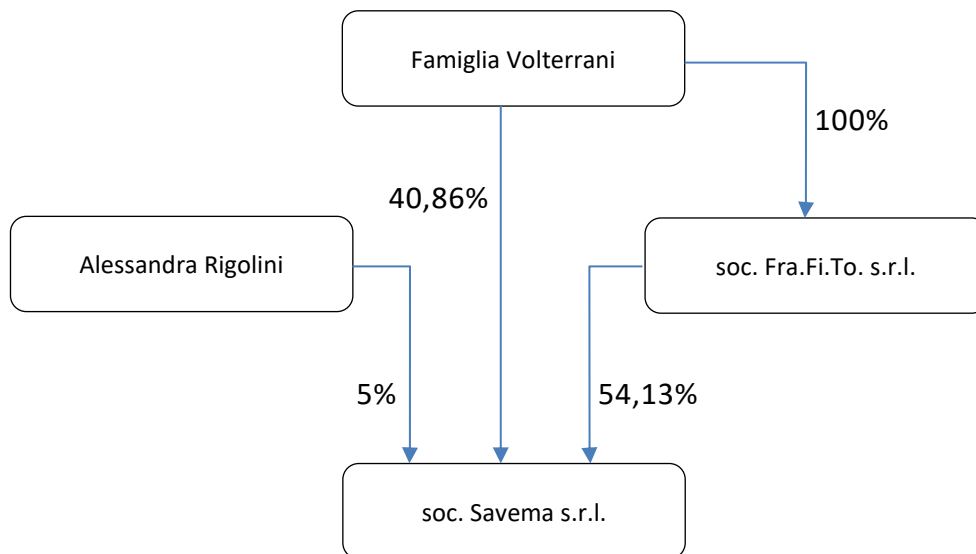 Famiglia Volterrani
100%
40,86%
Alessandra Rigolini
soc. Fra.Fi.To. s.r.l.
5%
54,13%
soc. Savema s.r.l.